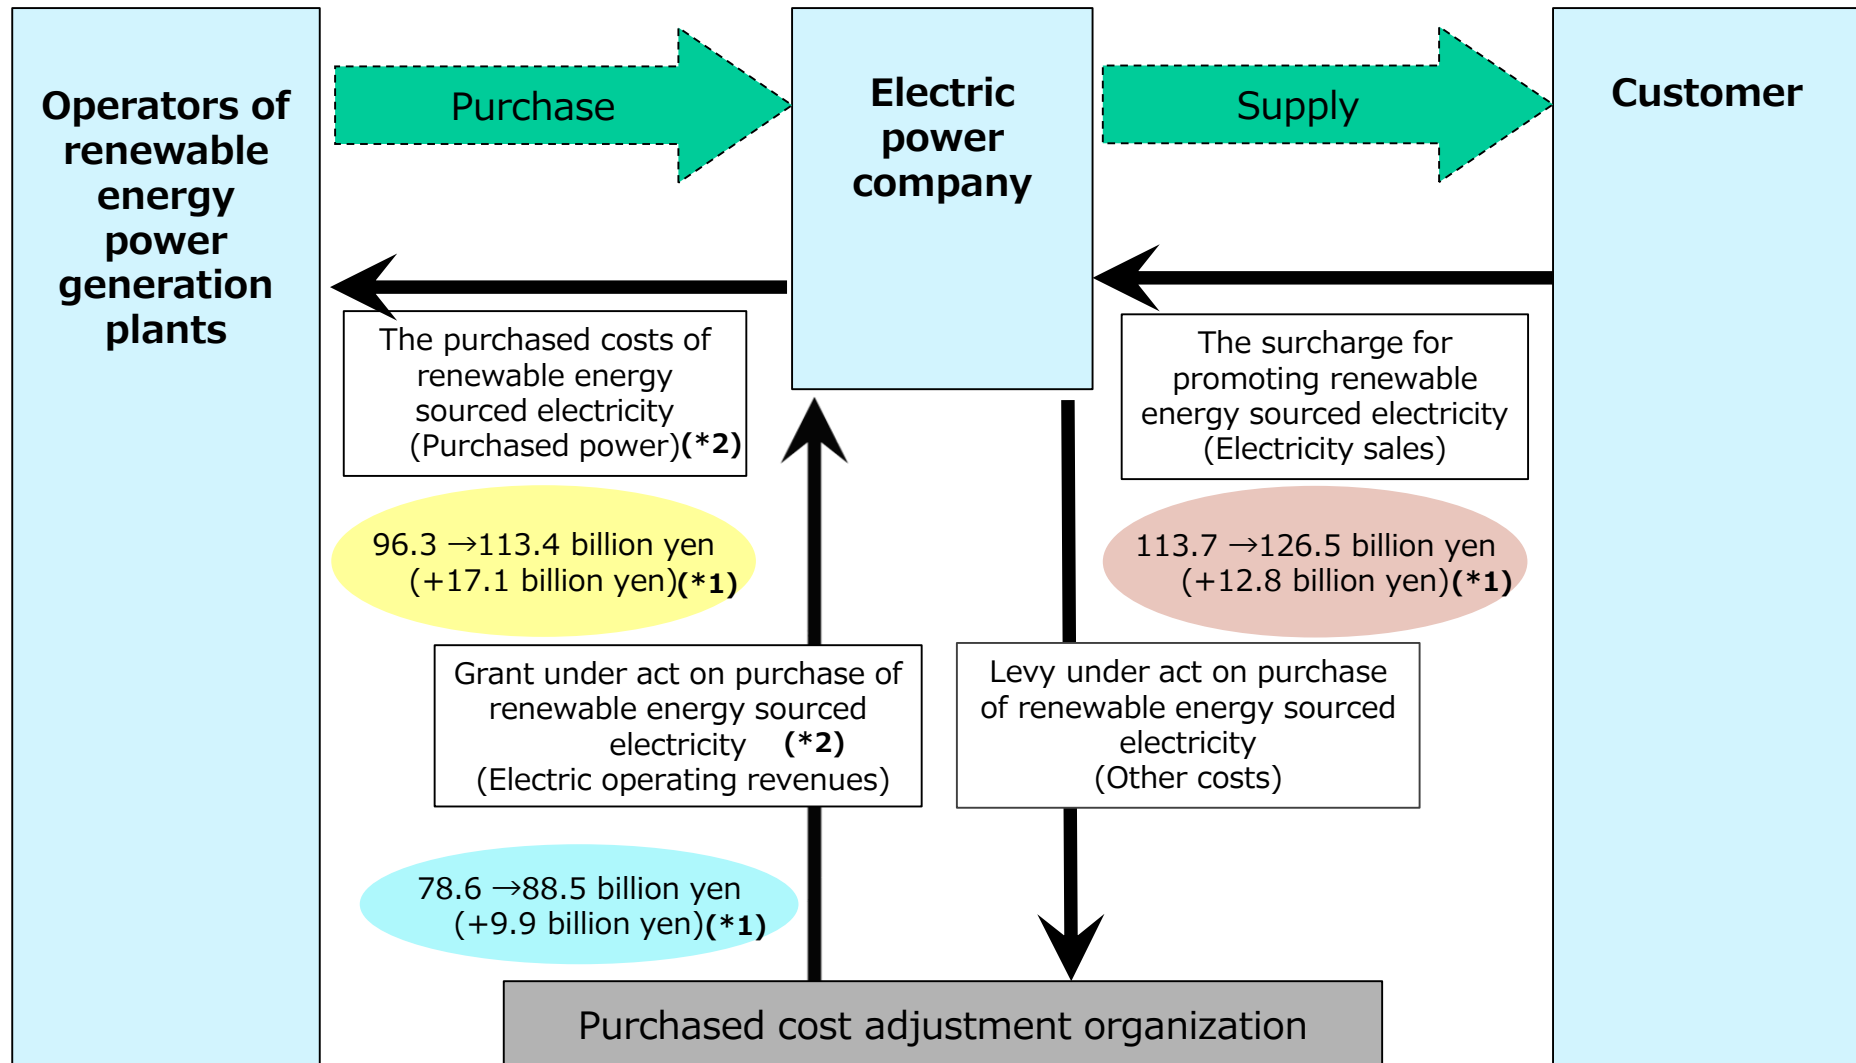 Operators of
renewable
energy
power
generation
plants
Purchase
Electric
power
company
Supply
Customer
The purchased costs of
renewable energy
sourced electricity
(Purchased power)(*2)
96.3 →113.4 billion yen
(+17.1 billion yen)(*1)
The surcharge for
promoting renewable
energy sourced electricity
(Electricity sales)
113.7 →126.5 billion yen
(+12.8 billion yen)(*1)
Grant under act on purchase of
renewable energy sourced
electricity (*2)
(Electric operating revenues)
Levy under act on purchase
of renewable energy sourced
electricity
(Other costs)
78.6 →88.5 billion yen
(+9.9 billion yen)(*1)
Purchased cost adjustment organization